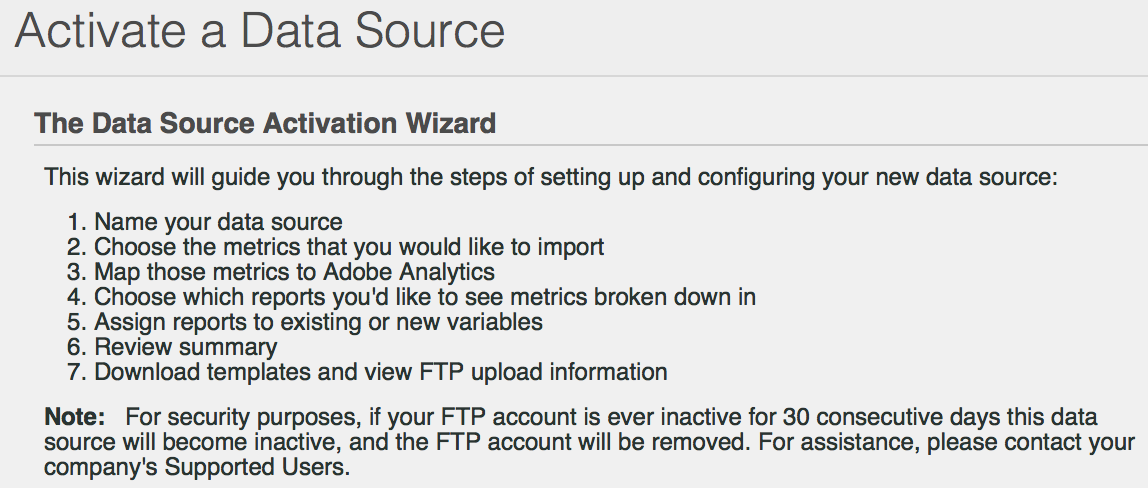 Activate a Data Source
The Data Source Activation Wizard
This wizard will guide you through the steps of setting up and configuring your new data source:
1. Name your data source
2. Choose the metrics that you would like to import
3. Map those metrics to Adobe Analytics
4. Choose which reports you'd like to see metrics broken down in
5. Assign reports to existing or new variables
6. Review summary
7. Download templates and view FTP upload information
Note: For security purposes, if your FTP account is ever inactive for 30 consecutive days this data
source will become inactive, and the FTP account will be removed. For assistance, please contact your
company's Supported Users.